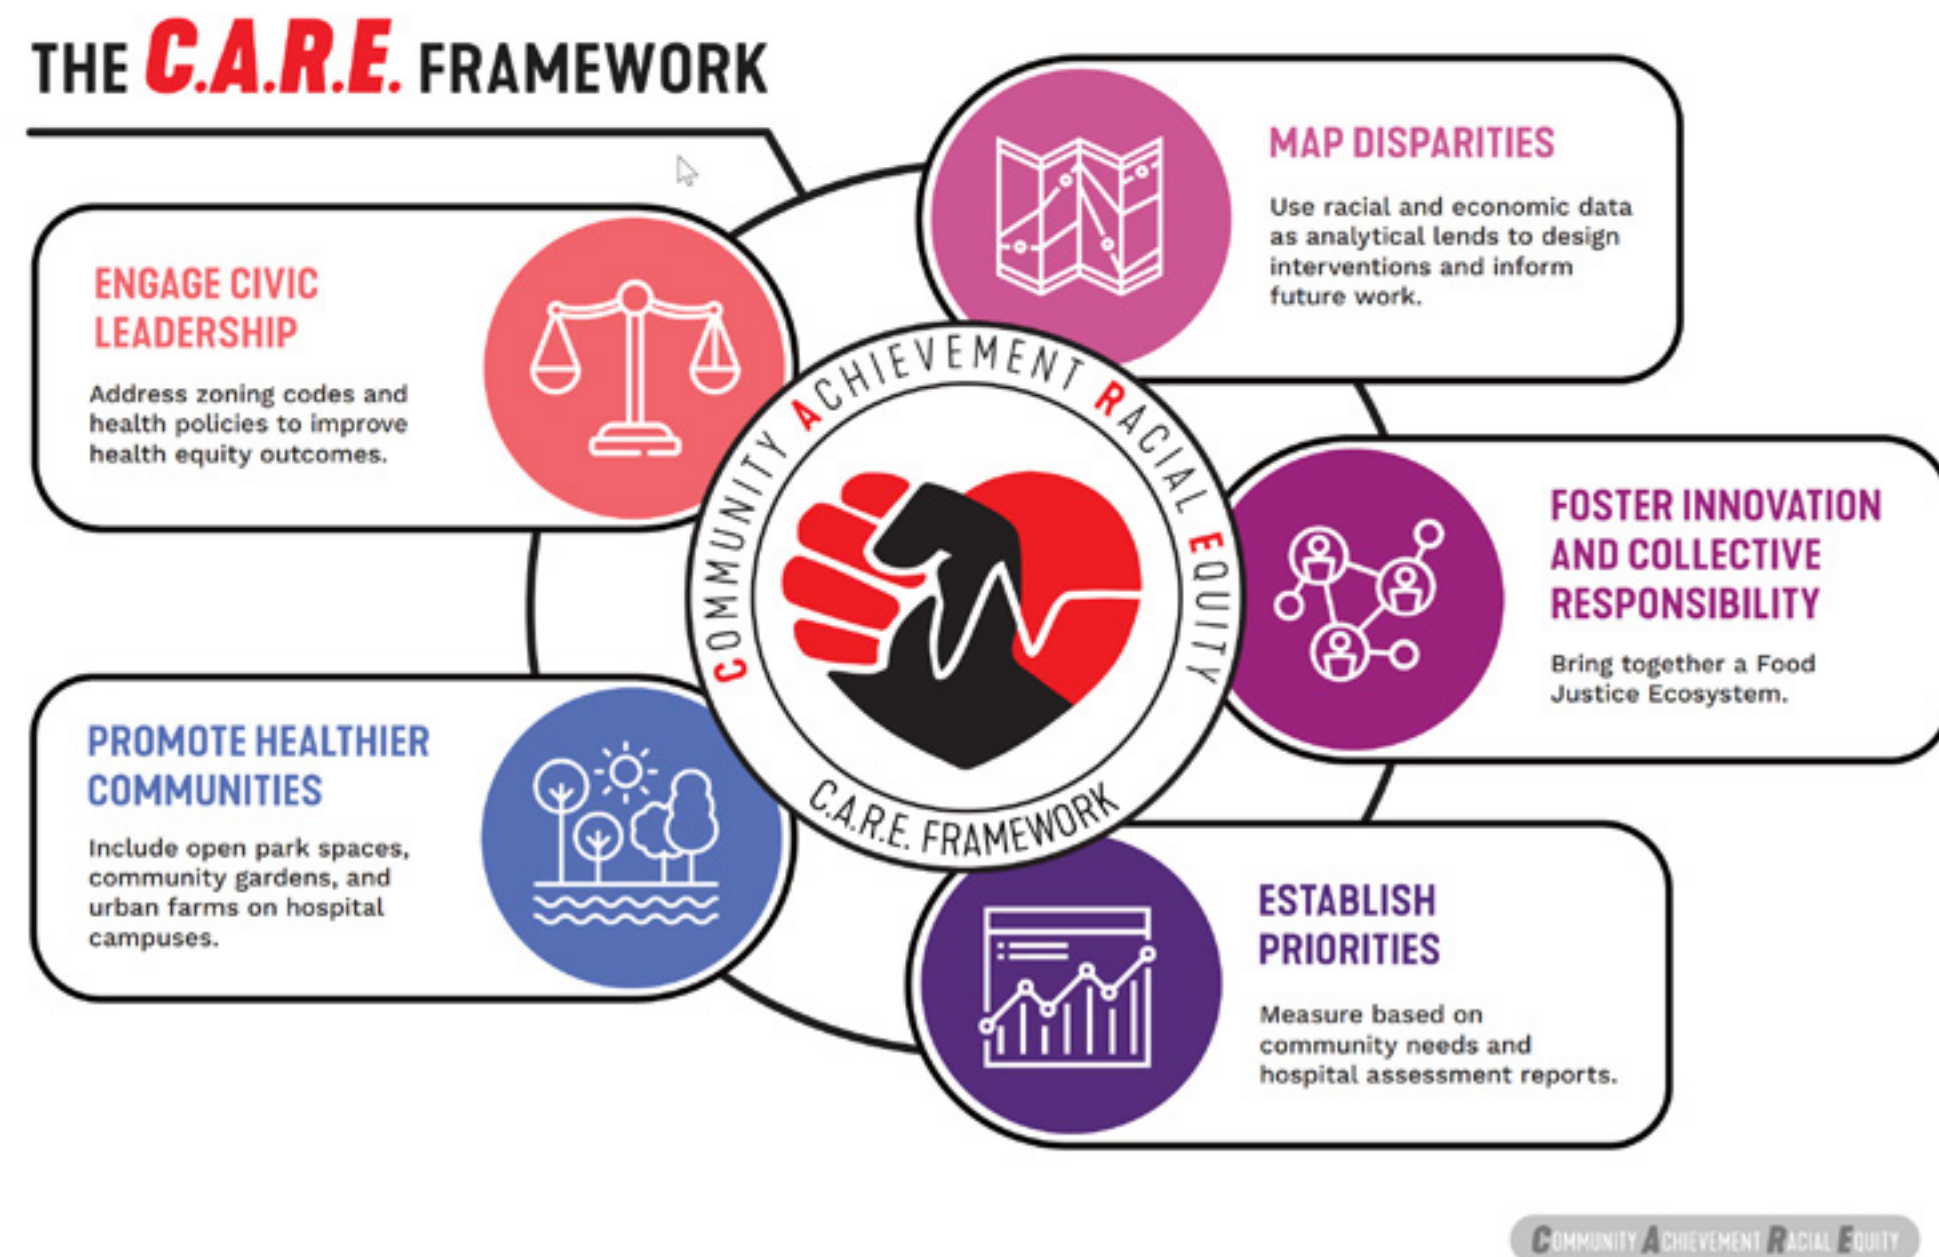 THE C.A.R.E. FRAMEWORK
MAP DISPARITIES
Use racial and economic data
as analytical lends to design
interventions and inform
future work.
ENGAGE CIVIC
LEADERSHIP
Address zoning codes and
health policies to improve
health equity outcomes.
COMMUNITY ACHIEVEMENT RACIAL EQUITY
C.A.R.E. FRAMEWORK
FOSTER INNOVATION
AND COLLECTIVE
RESPONSIBILITY
Bring together a Food
Justice Ecosystem.
PROMOTE HEALTHIER
COMMUNITIES
Include open park spaces,
community gardens, and
urban farms on hospital
campuses.
ESTABLISH
PRIORITIES
Measure based on
community needs and
hospital assessment reports.
COMMUNITY ACHIEVEMENT RACIAL EQUITY